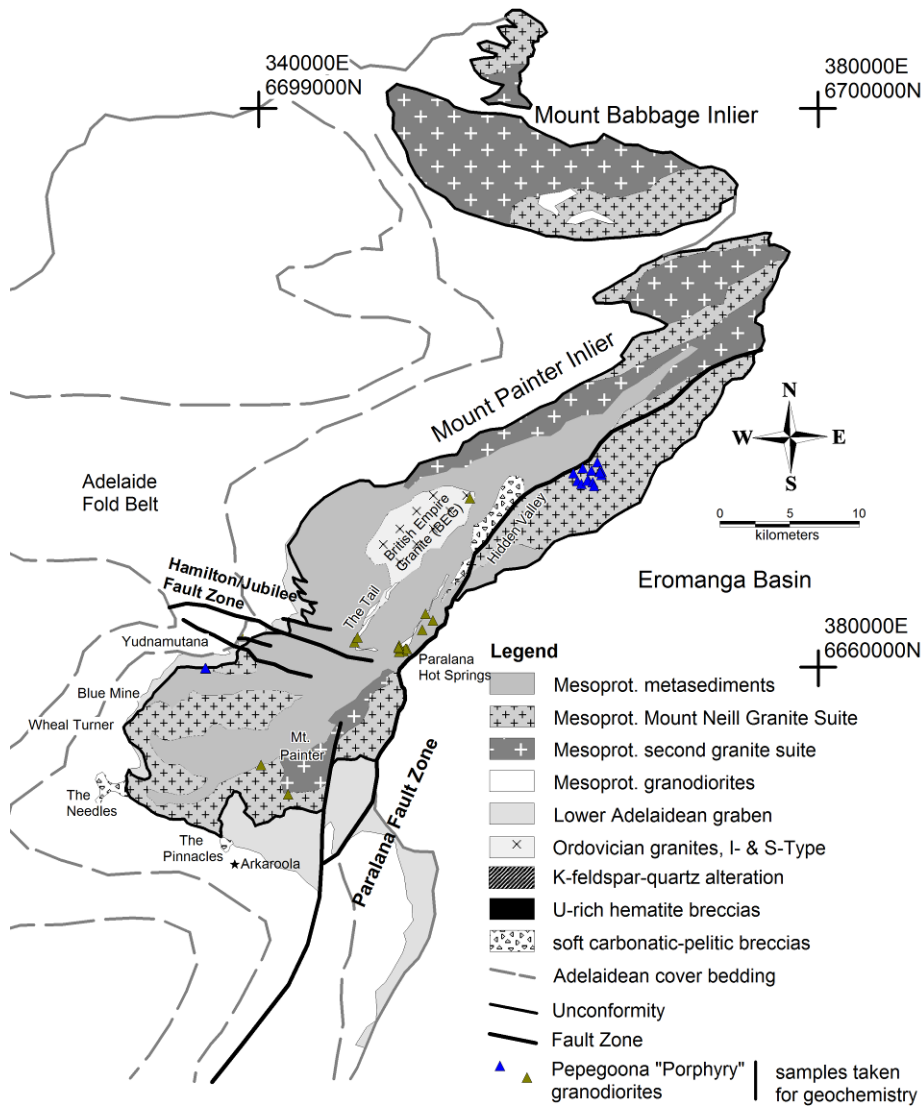 340000E
6699000N
380000E
6700000N
Mount Babbage Inlier
Mount Painter Inlier
N
W
E
S
0 5 10
kilometers
Adelaide
Fold Belt
British Empire
Granite (BEG)
Hidden Valley
Eromanga Basin
Hamilton/Jubilee
Fault Zone
The Tail
Yudnamutana
Paralana
Hot Springs
380000E
6660000N
Blue Mine
Wheal Turner
Mt.
Painter
The
Needles
The
Pinnacles
★Arkaroola
Paralana Fault Zone
Legend
Mesoprot. metasediments
Mesoprot. Mount Neill Granite Suite
Mesoprot. second granite suite
Mesoprot. granodiorites
Lower Adelaidean graben
Ordovician granites, I- & S-Type
K-feldspar-quartz alteration
U-rich hematite breccias
soft carbonatic-pelitic breccias
Adelaidean cover bedding
Unconformity
Fault Zone
Pepegoona "Porphyry"
granodiorites
samples taken
for geochemistry